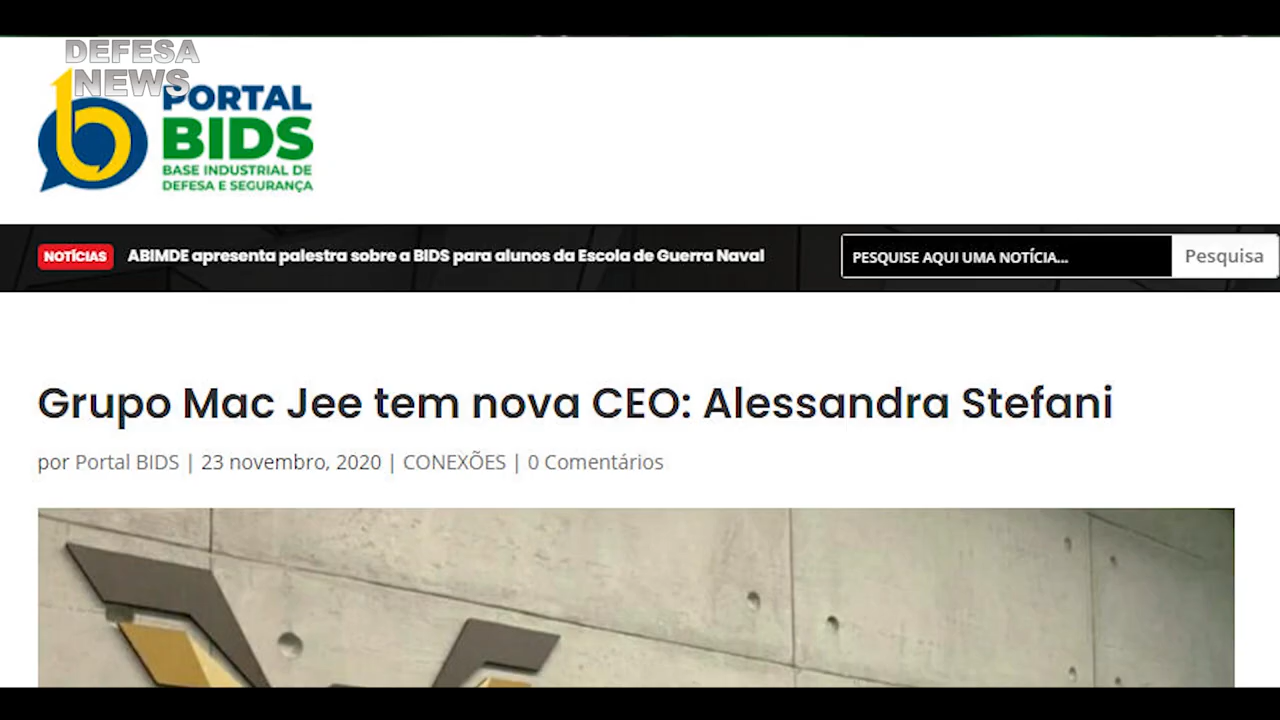 DEFESA
NEWS
PORTAL
BIDS
BASE INDUSTRIAL DE
DEFESA E SEGURANÇA
NOTÍCIAS ABIMDE apresenta palestra sobre a BIDS para alunos da Escola de Guerra Naval PESQUISE AQUI UMA NOTÍCIA... Pesquisa
Grupo Mac Jee tem nova CEO: Alessandra Stefani
por Portal BIDS | 23 novembro, 2020 | CONEXÕES | 0 Comentários